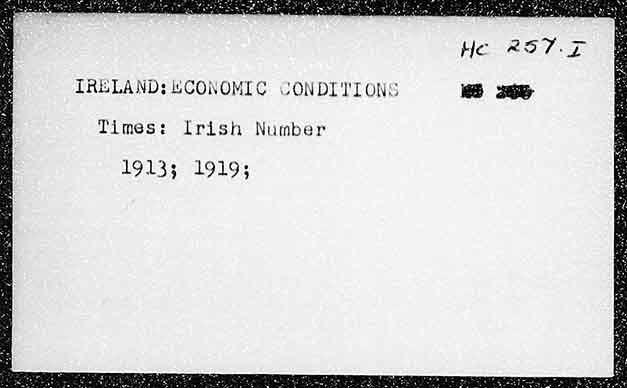 HC 257.I
IRELAND:ECONOMIC CONDITIONS
Times: Irish Number
1913; 1919;